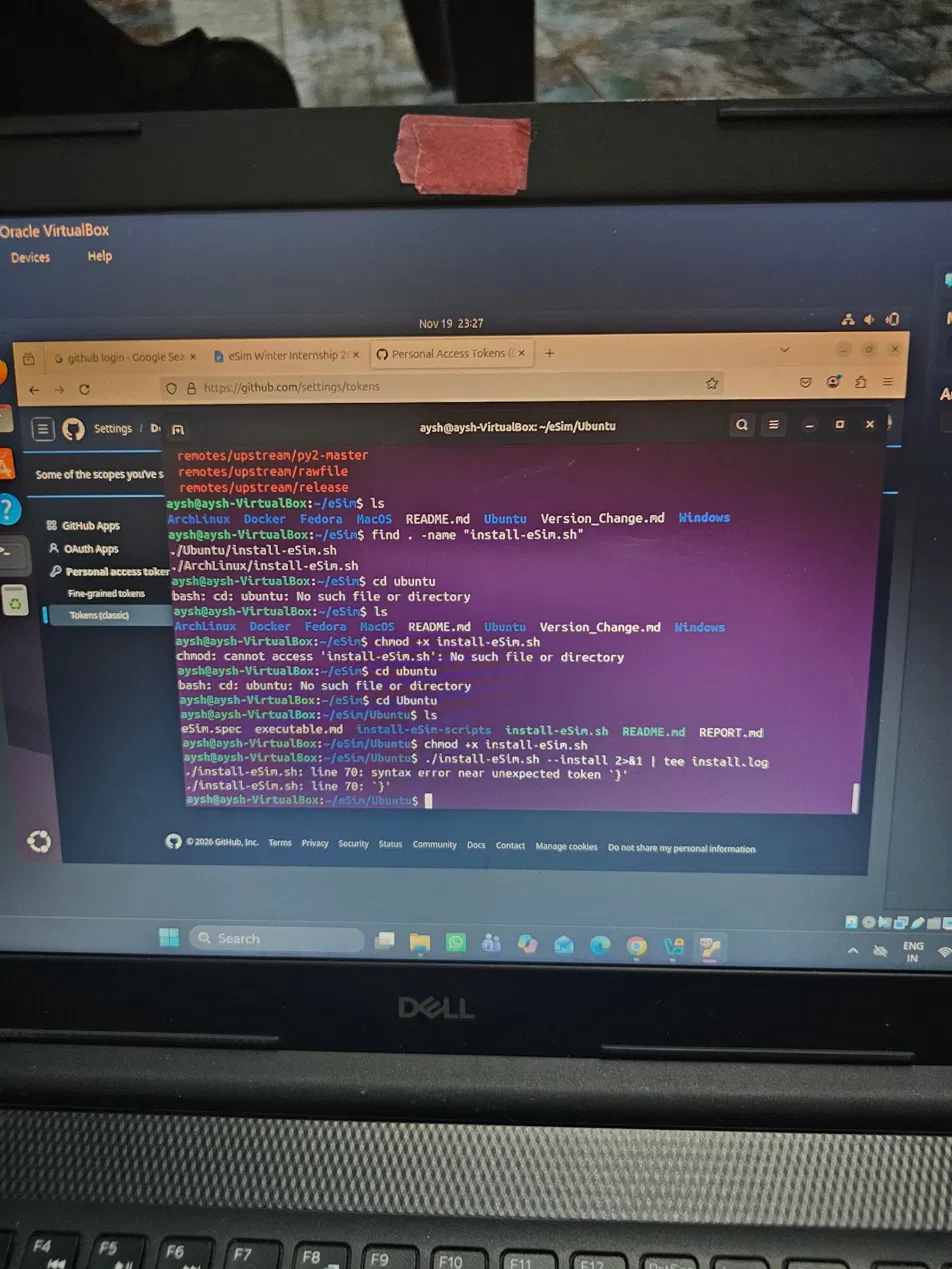 Oracle VirtualBox
Devices Help
Nov 19 23:27
github login - Google Sea
eSim Winter Internship 2
Personal Access Tokens (
https://github.com/settings/tokens
Settings /
aysh@aysh-VirtualBox: ~/eSim/Ubuntu
Some of the scopes you've s
GitHub Apps
OAuth Apps
Personal access token
Fine-grained tokens
Tokens (classic)
remotes/upstream/py2-master
remotes/upstream/rawfile
remotes/upstream/release
aysh@aysh-VirtualBox:~/eSim$ ls
ArchLinux Docker Fedora MacOS README.md Ubuntu Version_Change.md Windows
aysh@aysh-VirtualBox:~/eSim$ find . -name "install-eSim.sh"
./Ubuntu/install-eSim.sh
./ArchLinux/install-eSim.sh
aysh@aysh-VirtualBox:~/eSim$ cd ubuntu
bash: cd: ubuntu: No such file or directory
aysh@aysh-VirtualBox:~/eSim$ ls
ArchLinux Docker Fedora MacOS README.md Ubuntu Version_Change.md Windows
aysh@aysh-VirtualBox:~/eSim$ chmod +x install-eSim.sh
chmod: cannot access 'install-eSim.sh': No such file or directory
aysh@aysh-VirtualBox:~/eSim$ cd ubuntu
bash: cd: ubuntu: No such file or directory
aysh@aysh-VirtualBox:~/eSim$ cd Ubuntu
aysh@aysh-VirtualBox:~/eSim/Ubuntu$ ls
eSim.spec executable.md install-eSim-scripts install-eSim.sh README.md REPORT.md
aysh@aysh-VirtualBox:~/eSim/Ubuntu$ chmod +x install-eSim.sh
aysh@aysh-VirtualBox:~/eSim/Ubuntu$ ./install-eSim.sh --install 2>&1 | tee install.log
./install-eSim.sh: line 70: syntax error near unexpected token `}'
./install-eSim.sh: line 70: `}'
aysh@aysh-VirtualBox:~/eSim/Ubuntu$
© 2026 GitHub, Inc. Terms Privacy Security Status Community Docs Contact Manage cookies Do not share my personal information
Search
ENG
IN
DELL
F4 F5 F6 F7 F8 F9 F10 F11 F12